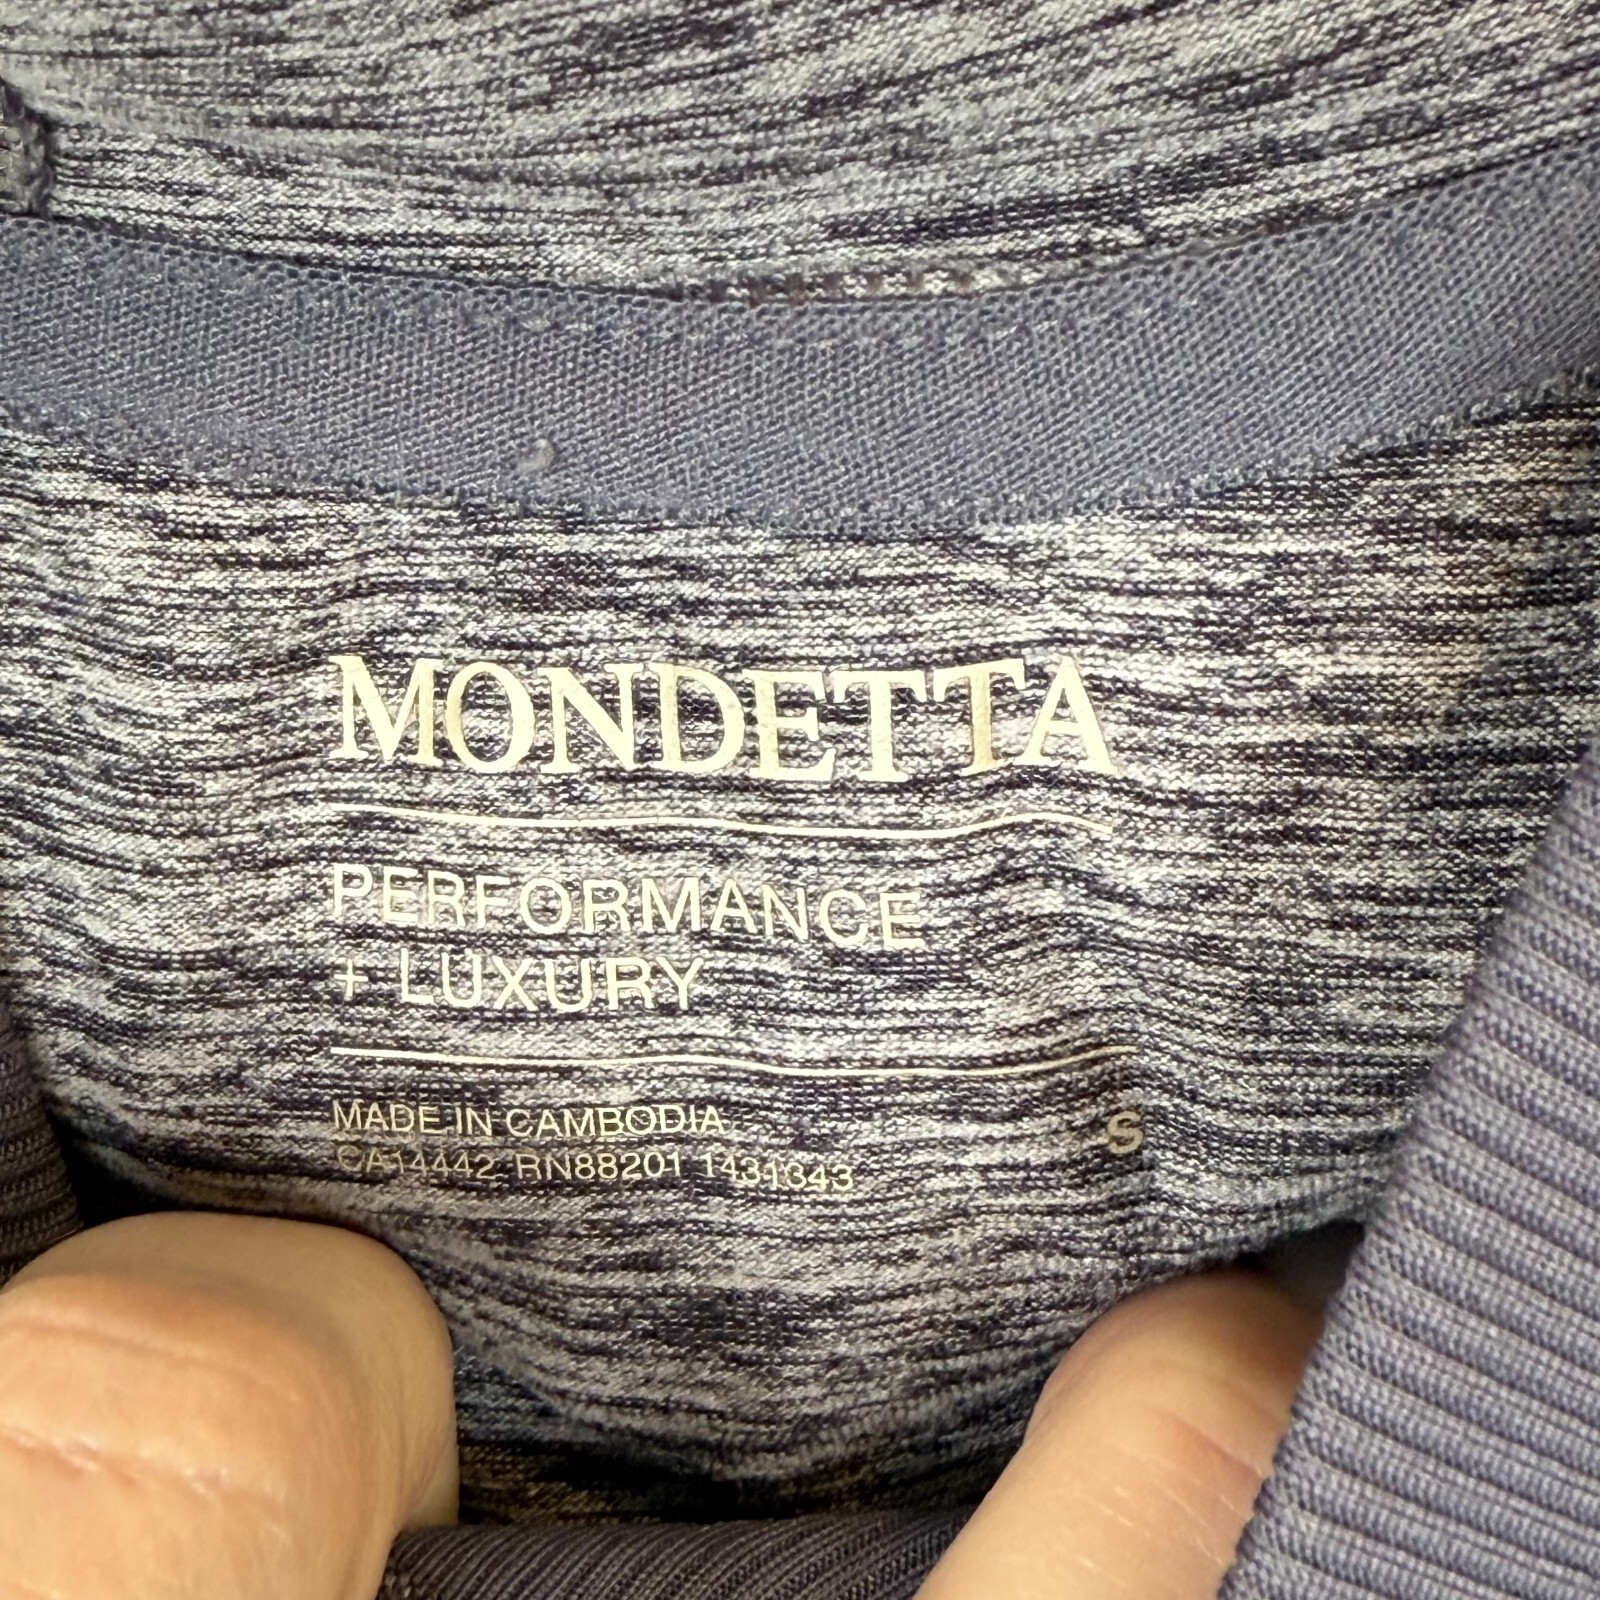 MONDETTA
PERFORMANCE
+ LUXURY
MADE IN CAMBODIA S
CA14442 RN88201 1431343